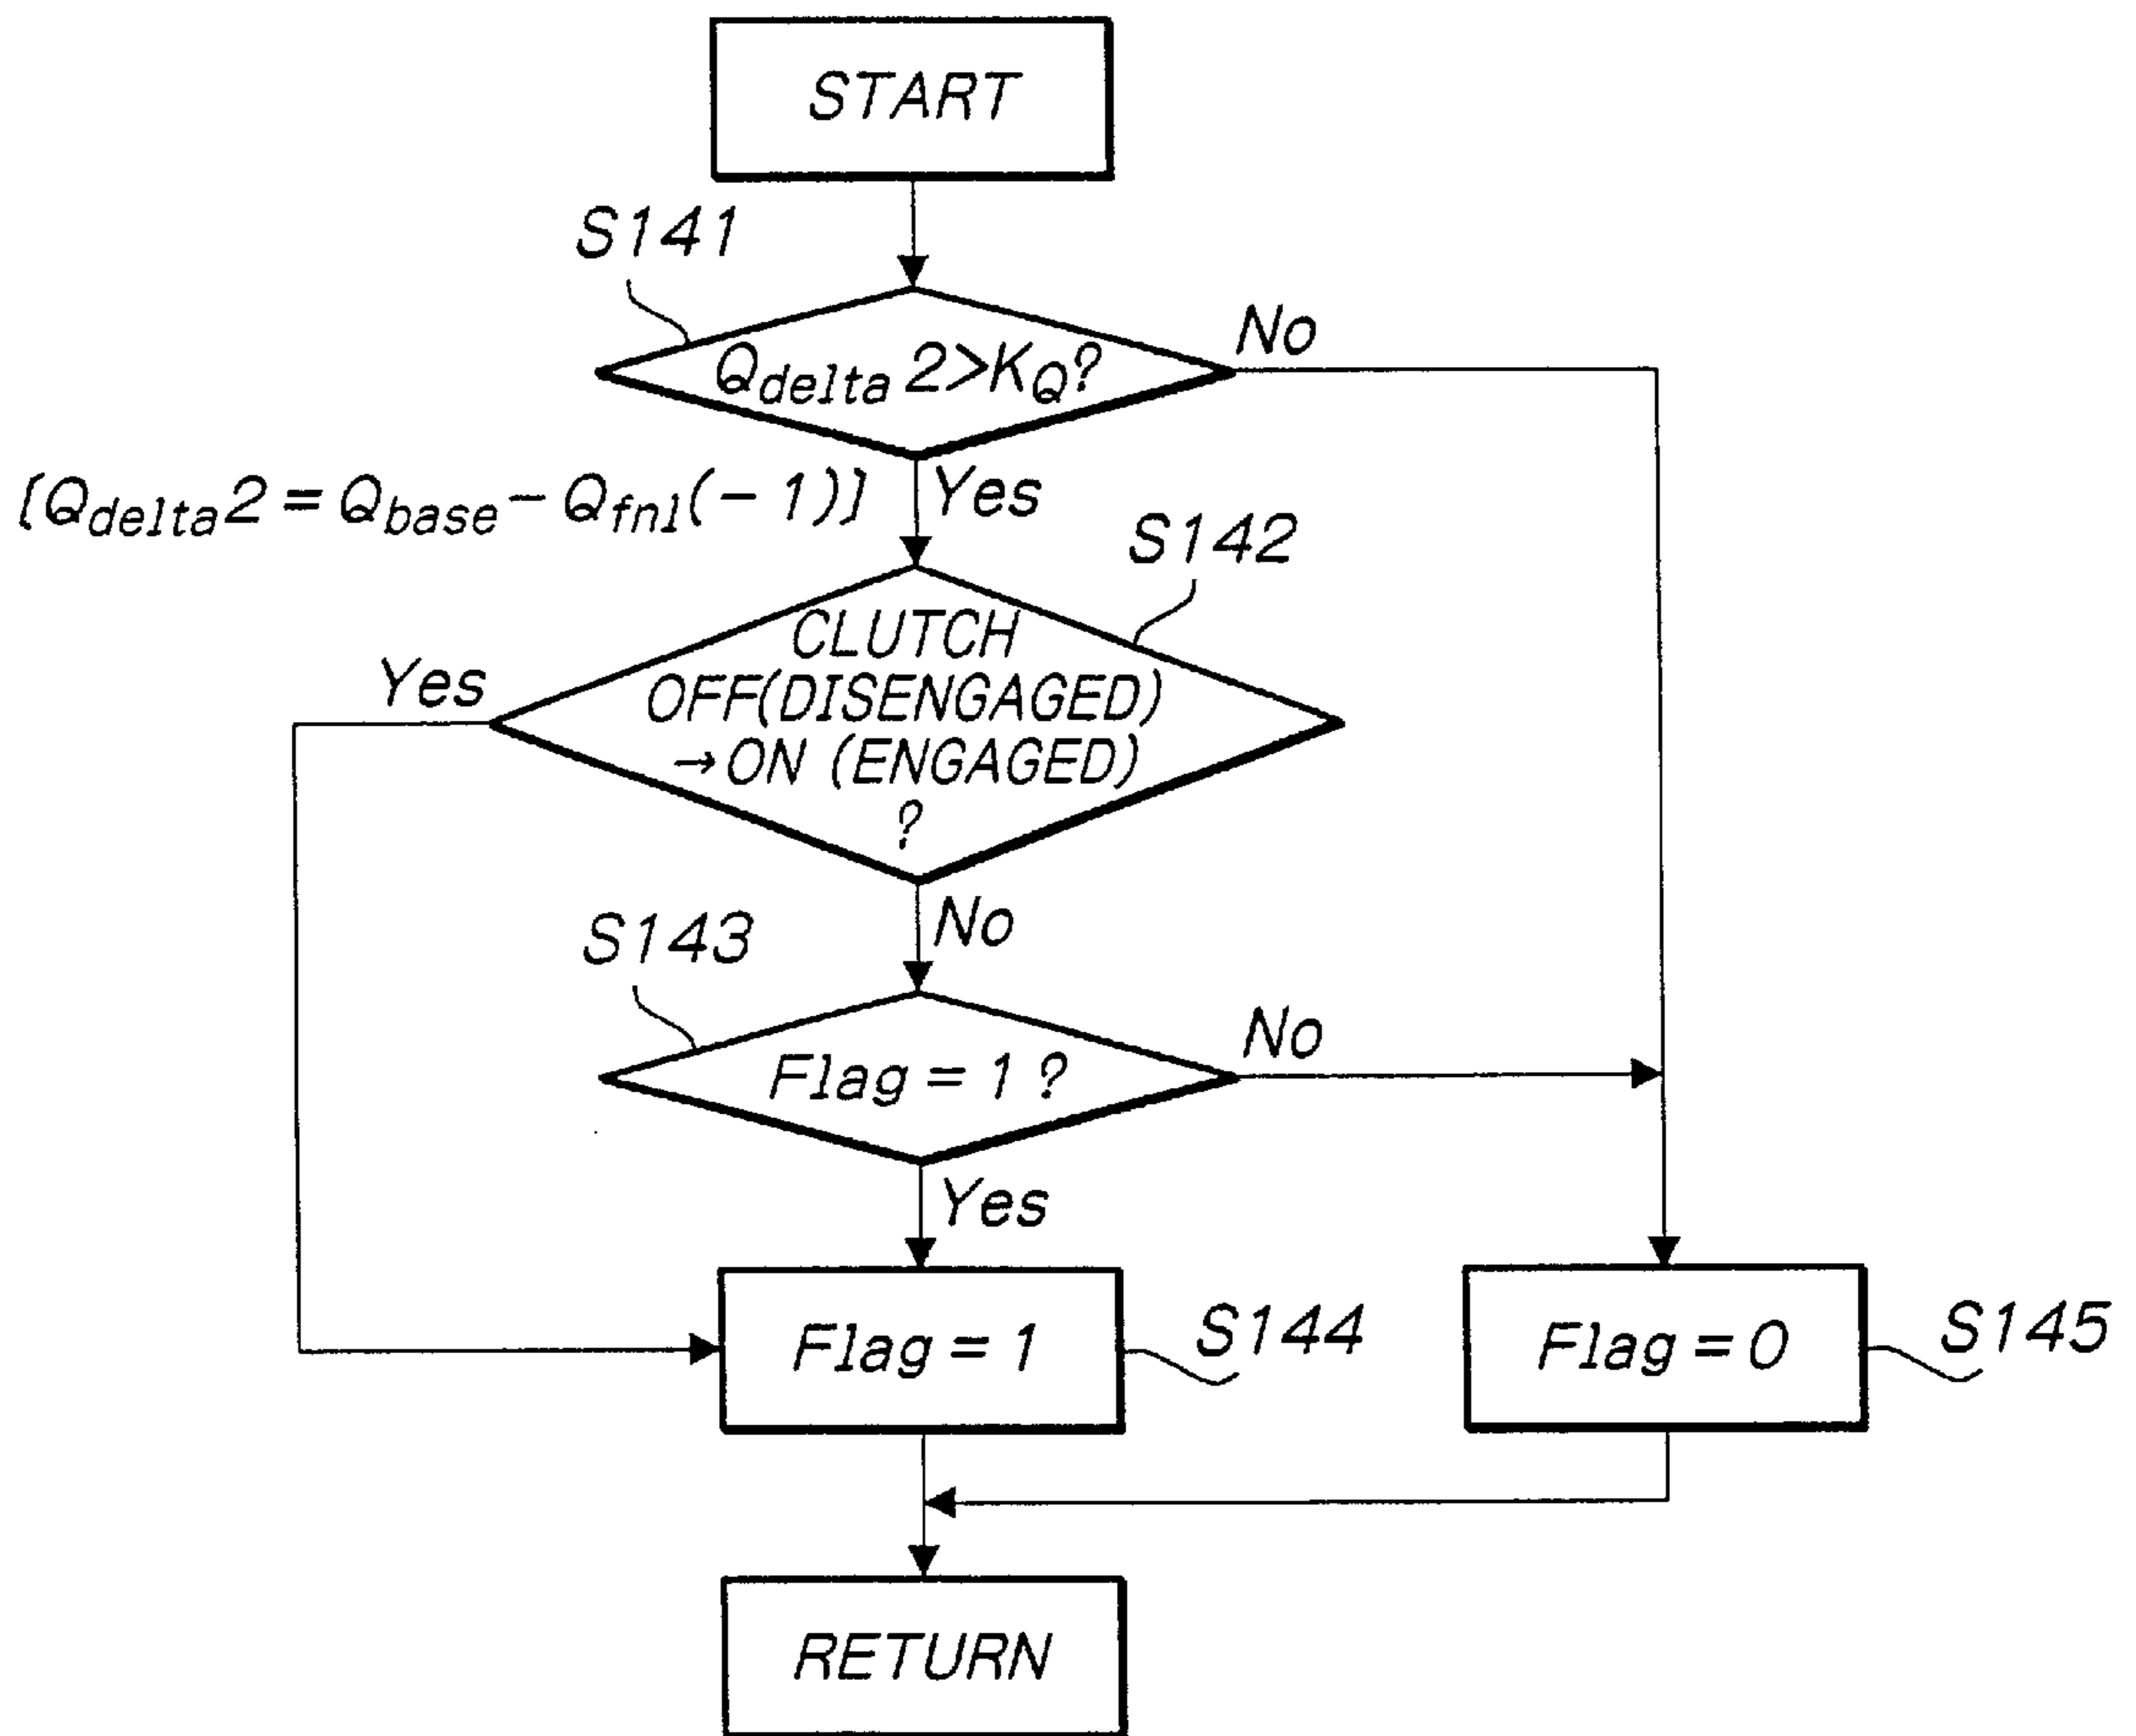 START
S141
No
Qdelta 2>KQ?
[Qdelta2 = Qbase - Qfnl(-1)]
Yes
S142
CLUTCH
OFF(DISENGAGED)
→ON (ENGAGED)
?
Yes
No
S143
No
Flag = 1 ?
Yes
Flag = 1
S144
Flag = 0
S145
RETURN